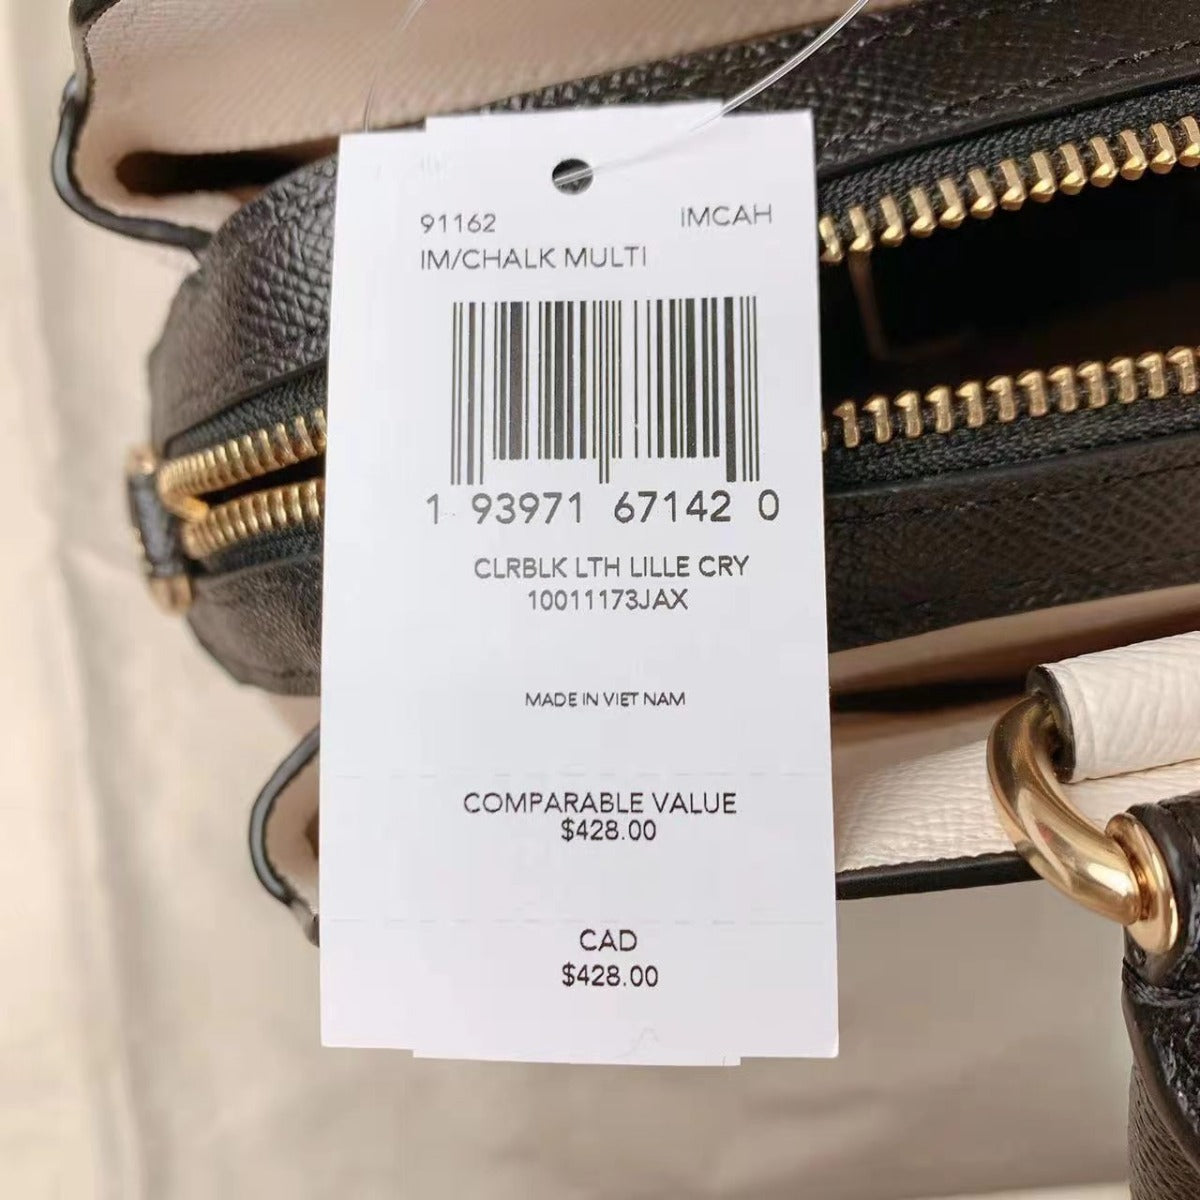 91162 IMCAH
IM/CHALK MULTI
1 93971 67142 0
CLRBLK LTH LILLE CRY
10011173JAX
MADE IN VIET NAM
COMPARABLE VALUE
$428.00
CAD
$428.00